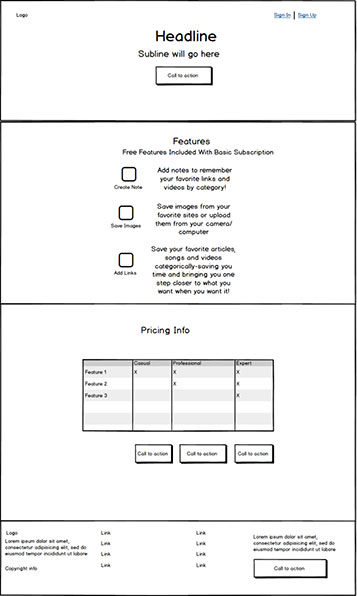 Logo
Sign In | Sign Up
Headline
Subline will go here
Call to action
Features
Free Features Included With Basic Subscription
Create Note
Add notes to remember
your favorite links and
videos by category!
Save Images
Save images from your
favorite sites or upload
them from your camera/
computer
Add Links
Save your favorite articles,
songs and videos
categorically-saving you
time and bringing you one
step closer to what you
want when you want it!
Pricing Info
Casual Professional Expert
Feature 1 X X X
Feature 2 X X
Feature 3 X
Call to action Call to action Call to action
Logo
Lorem ipsum dolor sit amet,
consectetur adipisicing elit, sed do
eiusmod tempor incididunt ut labore
Copyright info
Link
Link
Link
Link
Link
Link
Link
Link
Lorem ipsum dolor sit amet,
consectetur adipisicing elit, sed do
eiusmod tempor incididunt ut labore
Call to action